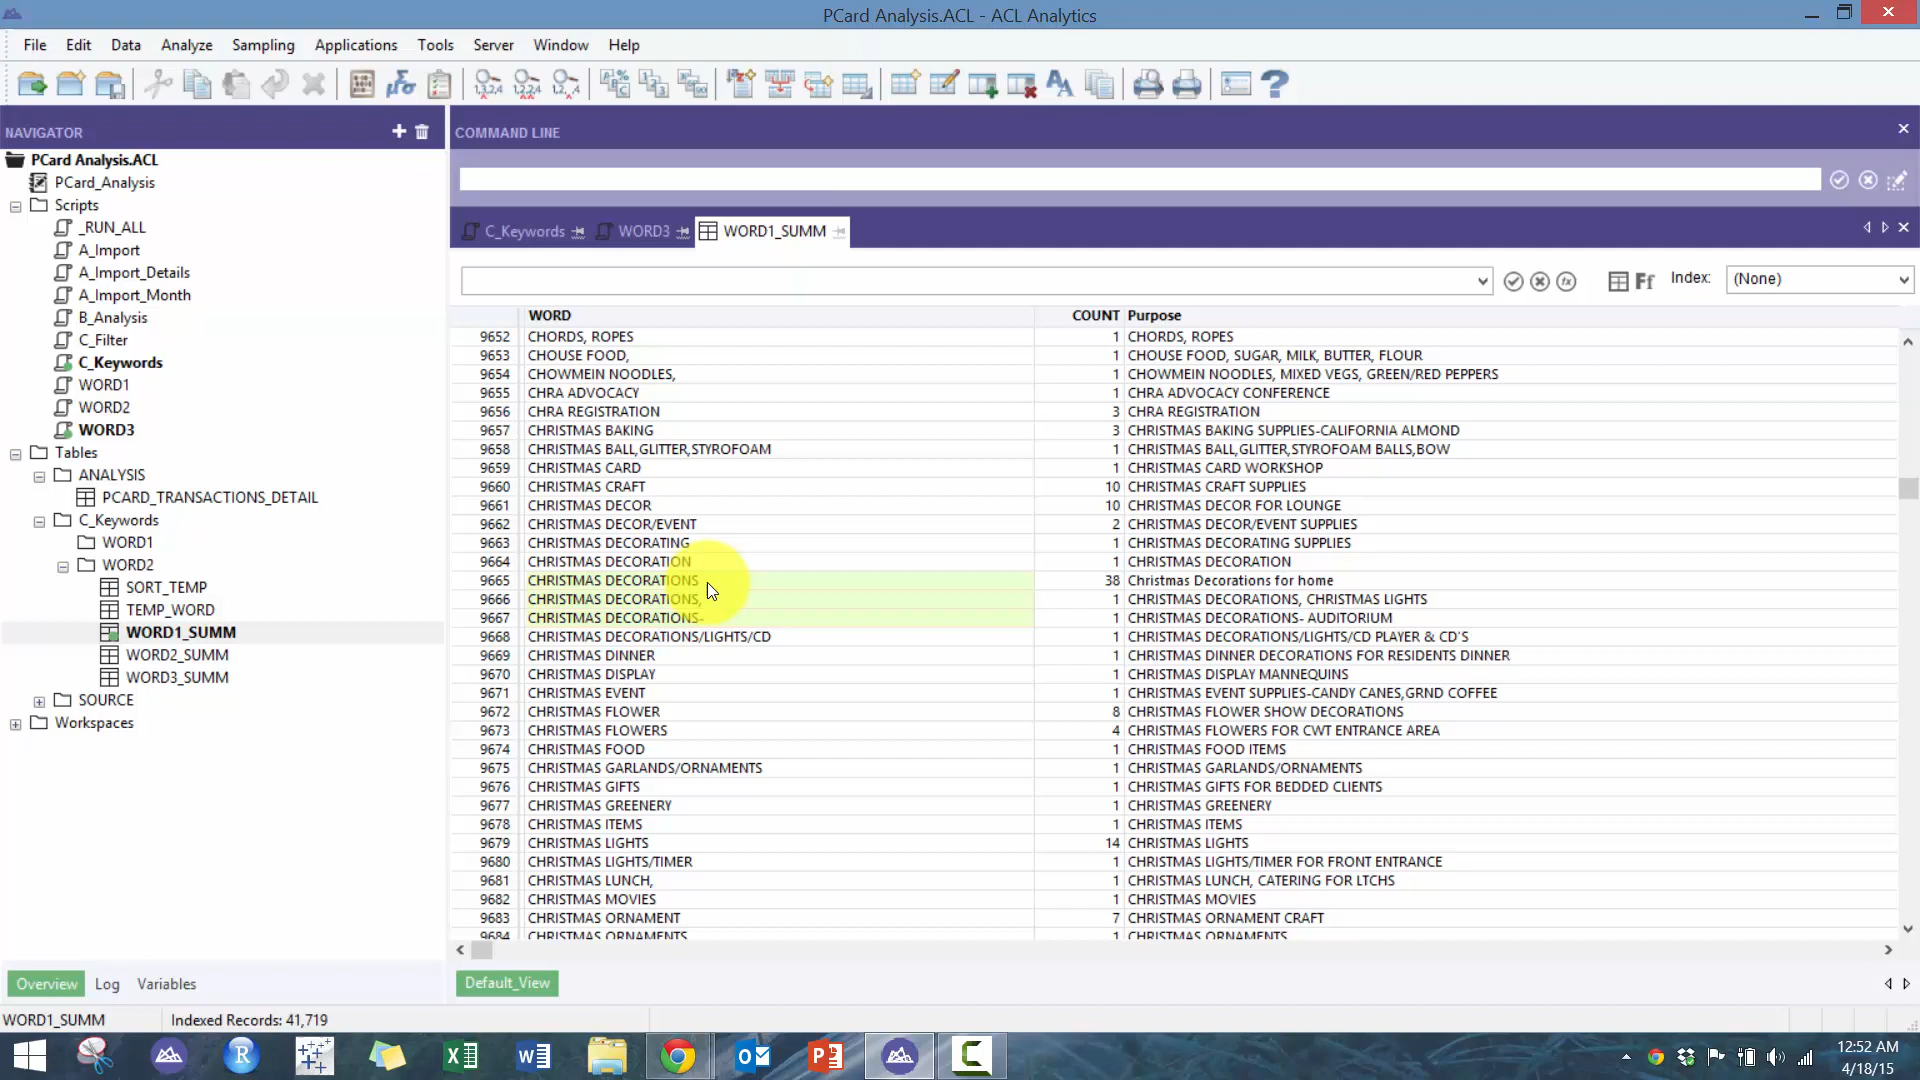 PCard Analysis.ACL - ACL Analytics
File Edit Data Analyze Sampling Applications Tools Server Window Help
NAVIGATOR
COMMAND LINE
PCard Analysis.ACL
PCard_Analysis
Scripts
_RUN_ALL
A_Import
A_Import_Details
A_Import_Month
B_Analysis
C_Filter
C_Keywords
WORD1
WORD2
WORD3
Tables
ANALYSIS
PCARD_TRANSACTIONS_DETAIL
C_Keywords
WORD1
WORD2
SORT_TEMP
TEMP_WORD
WORD1_SUMM
WORD2_SUMM
WORD3_SUMM
SOURCE
Workspaces
Overview Log Variables
C_Keywords WORD3 WORD1_SUMM
Index: (None)
WORD COUNT Purpose
9652 CHORDS, ROPES 1 CHORDS, ROPES
9653 CHOUSE FOOD, 1 CHOUSE FOOD, SUGAR, MILK, BUTTER, FLOUR
9654 CHOWMEIN NOODLES, 1 CHOWMEIN NOODLES, MIXED VEGS, GREEN/RED PEPPERS
9655 CHRA ADVOCACY 1 CHRA ADVOCACY CONFERENCE
9656 CHRA REGISTRATION 3 CHRA REGISTRATION
9657 CHRISTMAS BAKING 3 CHRISTMAS BAKING SUPPLIES-CALIFORNIA ALMOND
9658 CHRISTMAS BALL,GLITTER,STYROFOAM 1 CHRISTMAS BALL,GLITTER,STYROFOAM BALLS,BOW
9659 CHRISTMAS CARD 1 CHRISTMAS CARD WORKSHOP
9660 CHRISTMAS CRAFT 10 CHRISTMAS CRAFT SUPPLIES
9661 CHRISTMAS DECOR 10 CHRISTMAS DECOR FOR LOUNGE
9662 CHRISTMAS DECOR/EVENT 2 CHRISTMAS DECOR/EVENT SUPPLIES
9663 CHRISTMAS DECORATING 1 CHRISTMAS DECORATING SUPPLIES
9664 CHRISTMAS DECORATION 1 CHRISTMAS DECORATION
9665 CHRISTMAS DECORATIONS 38 Christmas Decorations for home
9666 CHRISTMAS DECORATIONS, 1 CHRISTMAS DECORATIONS, CHRISTMAS LIGHTS
9667 CHRISTMAS DECORATIONS- 1 CHRISTMAS DECORATIONS- AUDITORIUM
9668 CHRISTMAS DECORATIONS/LIGHTS/CD 1 CHRISTMAS DECORATIONS/LIGHTS/CD PLAYER & CD'S
9669 CHRISTMAS DINNER 1 CHRISTMAS DINNER DECORATIONS FOR RESIDENTS DINNER
9670 CHRISTMAS DISPLAY 1 CHRISTMAS DISPLAY MANNEQUINS
9671 CHRISTMAS EVENT 1 CHRISTMAS EVENT SUPPLIES-CANDY CANES,GRND COFFEE
9672 CHRISTMAS FLOWER 8 CHRISTMAS FLOWER SHOW DECORATIONS
9673 CHRISTMAS FLOWERS 4 CHRISTMAS FLOWERS FOR CWT ENTRANCE AREA
9674 CHRISTMAS FOOD 1 CHRISTMAS FOOD ITEMS
9675 CHRISTMAS GARLANDS/ORNAMENTS 1 CHRISTMAS GARLANDS/ORNAMENTS
9676 CHRISTMAS GIFTS 1 CHRISTMAS GIFTS FOR BEDDED CLIENTS
9677 CHRISTMAS GREENERY 1 CHRISTMAS GREENERY
9678 CHRISTMAS ITEMS 1 CHRISTMAS ITEMS
9679 CHRISTMAS LIGHTS 14 CHRISTMAS LIGHTS
9680 CHRISTMAS LIGHTS/TIMER 1 CHRISTMAS LIGHTS/TIMER FOR FRONT ENTRANCE
9681 CHRISTMAS LUNCH, 1 CHRISTMAS LUNCH, CATERING FOR LTCHS
9682 CHRISTMAS MOVIES 1 CHRISTMAS MOVIES
9683 CHRISTMAS ORNAMENT 7 CHRISTMAS ORNAMENT CRAFT
9684 CHRISTMAS ORNAMENTS 1 CHRISTMAS ORNAMENTS
Default_View
WORD1_SUMM Indexed Records: 41,719
12:52 AM
4/18/15